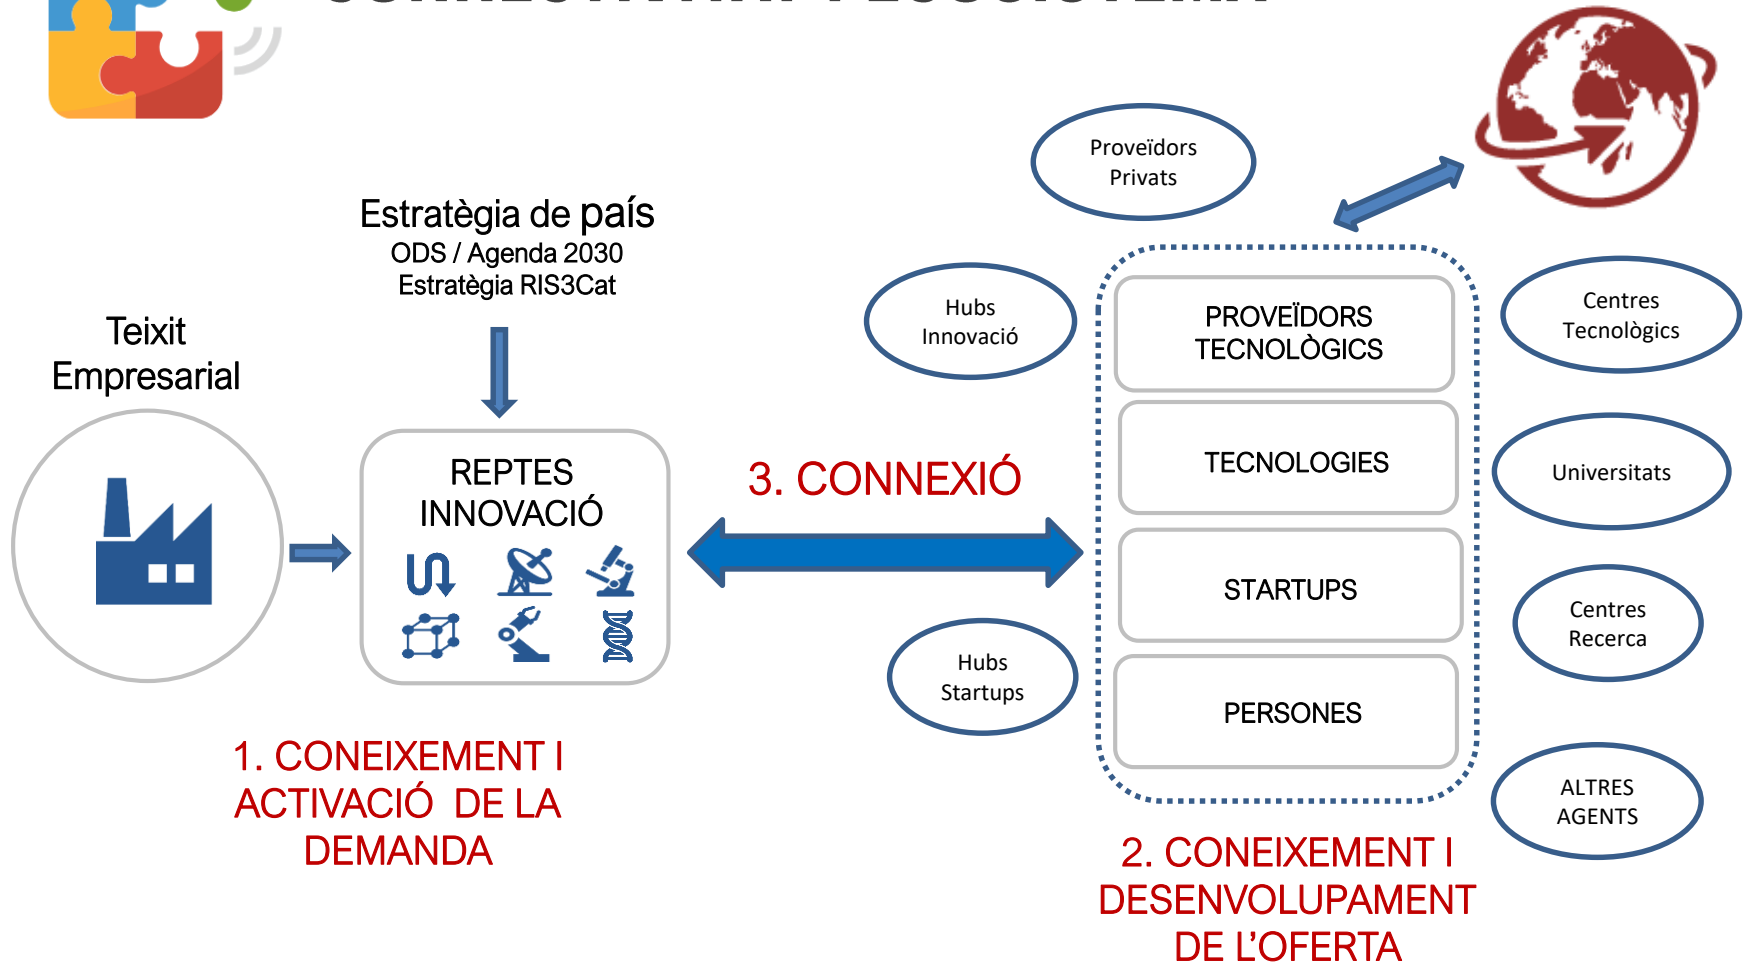 Proveïdors
Privats
Estratègia de país
ODS / Agenda 2030
Estratègia RIS3Cat
Teixit
Empresarial
Hubs
Innovació
PROVEÏDORS
TECNOLÒGICS
Centres
Tecnològics
REPTES
INNOVACIÓ
3. CONNEXIÓ
TECNOLOGIES
Universitats
STARTUPS
Centres
Recerca
Hubs
Startups
PERSONES
1. CONEIXEMENT I
ACTIVACIÓ DE LA
DEMANDA
ALTRES
AGENTS
2. CONEIXEMENT I
DESENVOLUPAMENT
DE L'OFERTA